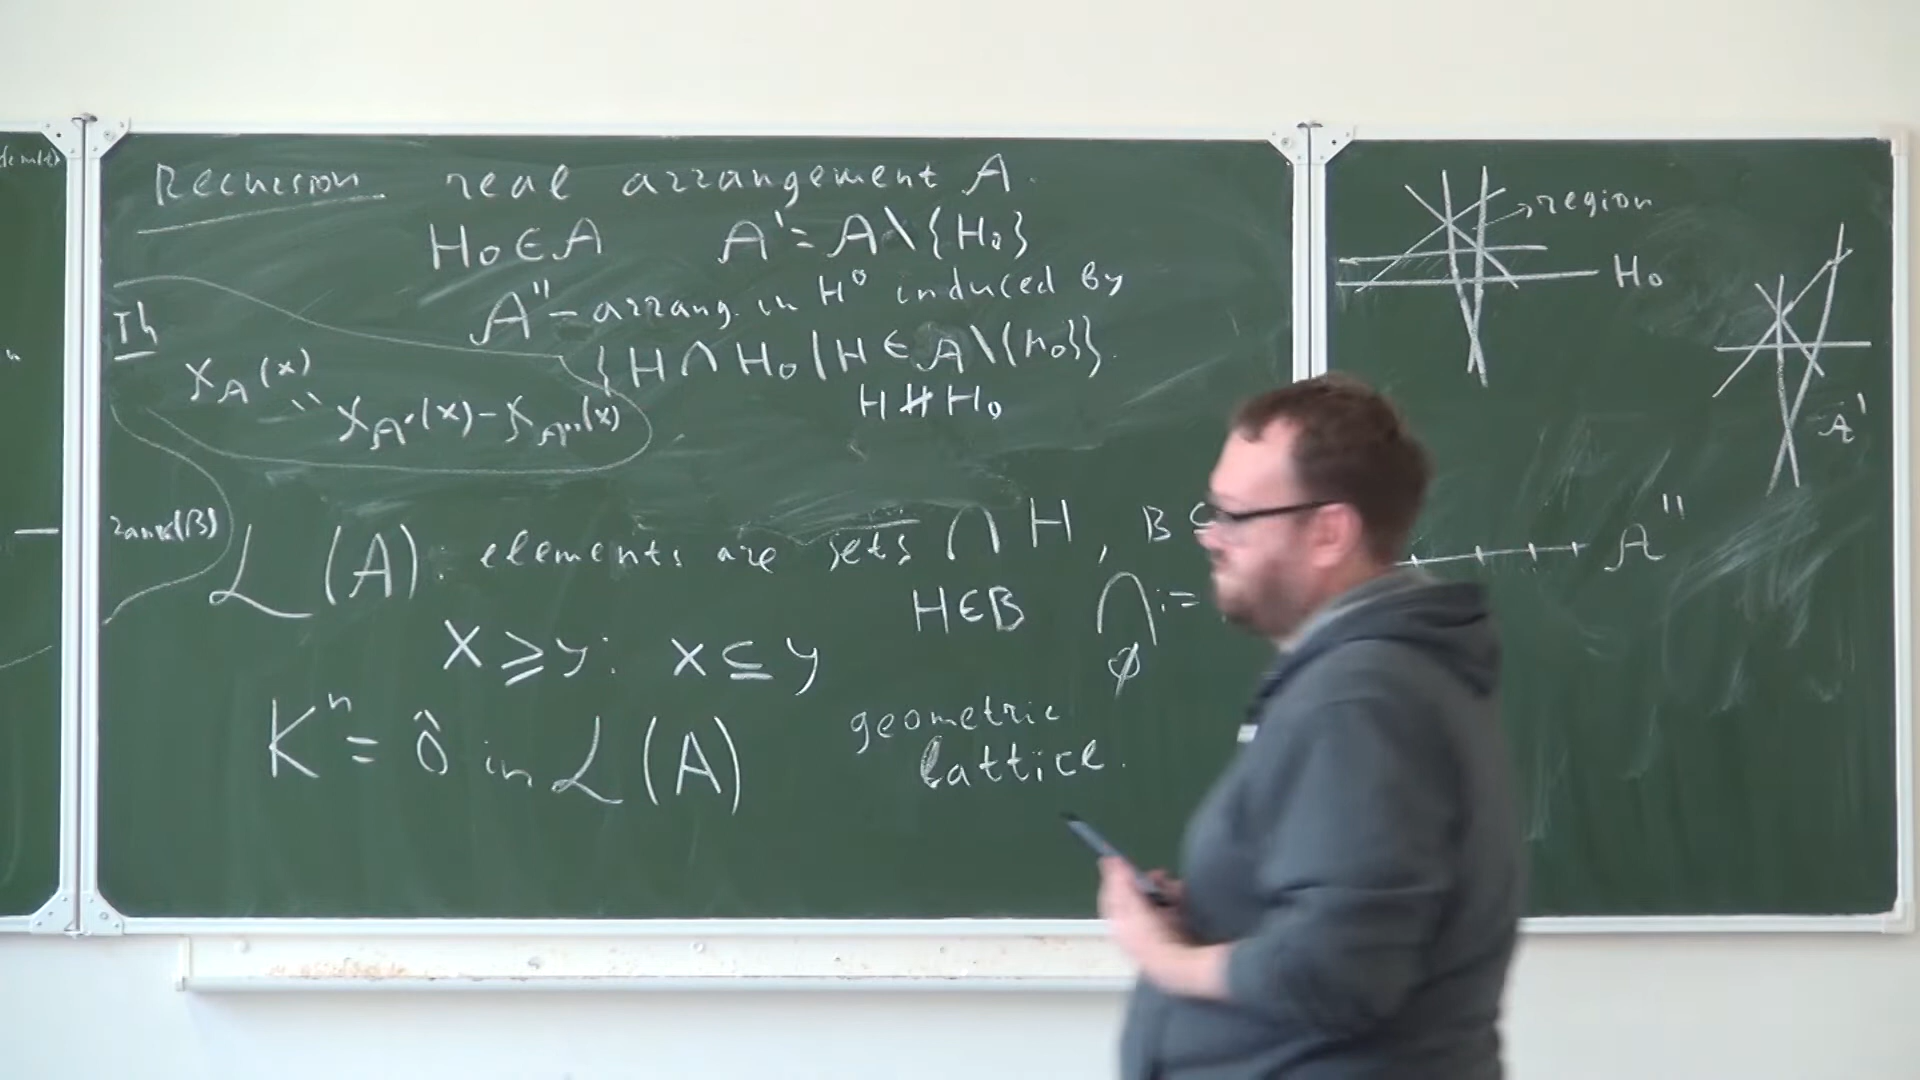 Recursion real arrangement A.
H₀ ∈ A A' = A \ {H₀}
A'' – arrang. in H⁰ induced by
{H ∩ H₀ | H ∈ A \ {H₀}}.
H ∦ H₀
Th
χ_A(x)
= χ_A'(x) – χ_A''(x)
rank(B)
L(A): elements are sets ⋂ H, B ⊂
H∈B ⋂ :=
∅
x ≥ y: x ⊆ y
Kⁿ = 0̂ in L(A)
geometric
lattice.
region
H₀
A'
A''